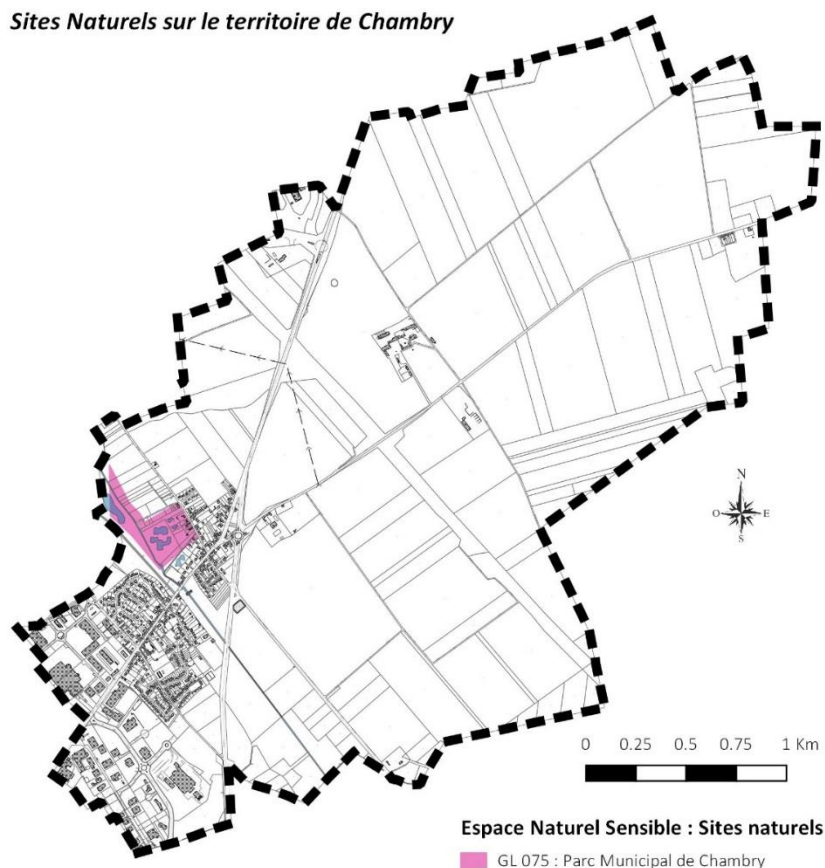 Sites Naturels sur le territoire de Chambry
N
O E
S
0 0.25 0.5 0.75 1 Km
Espace Naturel Sensible : Sites naturels
GL 075 : Parc Municipal de Chambry